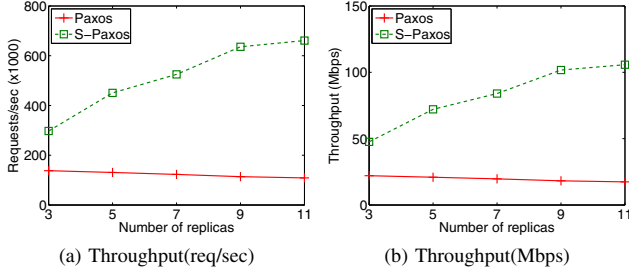 800
600
400
200
0
Requests/sec (x1000)
Paxos
S-Paxos
3 5 7 9 11
Number of replicas
(a) Throughput(req/sec)
150
100
50
0
Throughput (Mbps)
Paxos
S-Paxos
3 5 7 9 11
Number of replicas
(b) Throughput(Mbps)